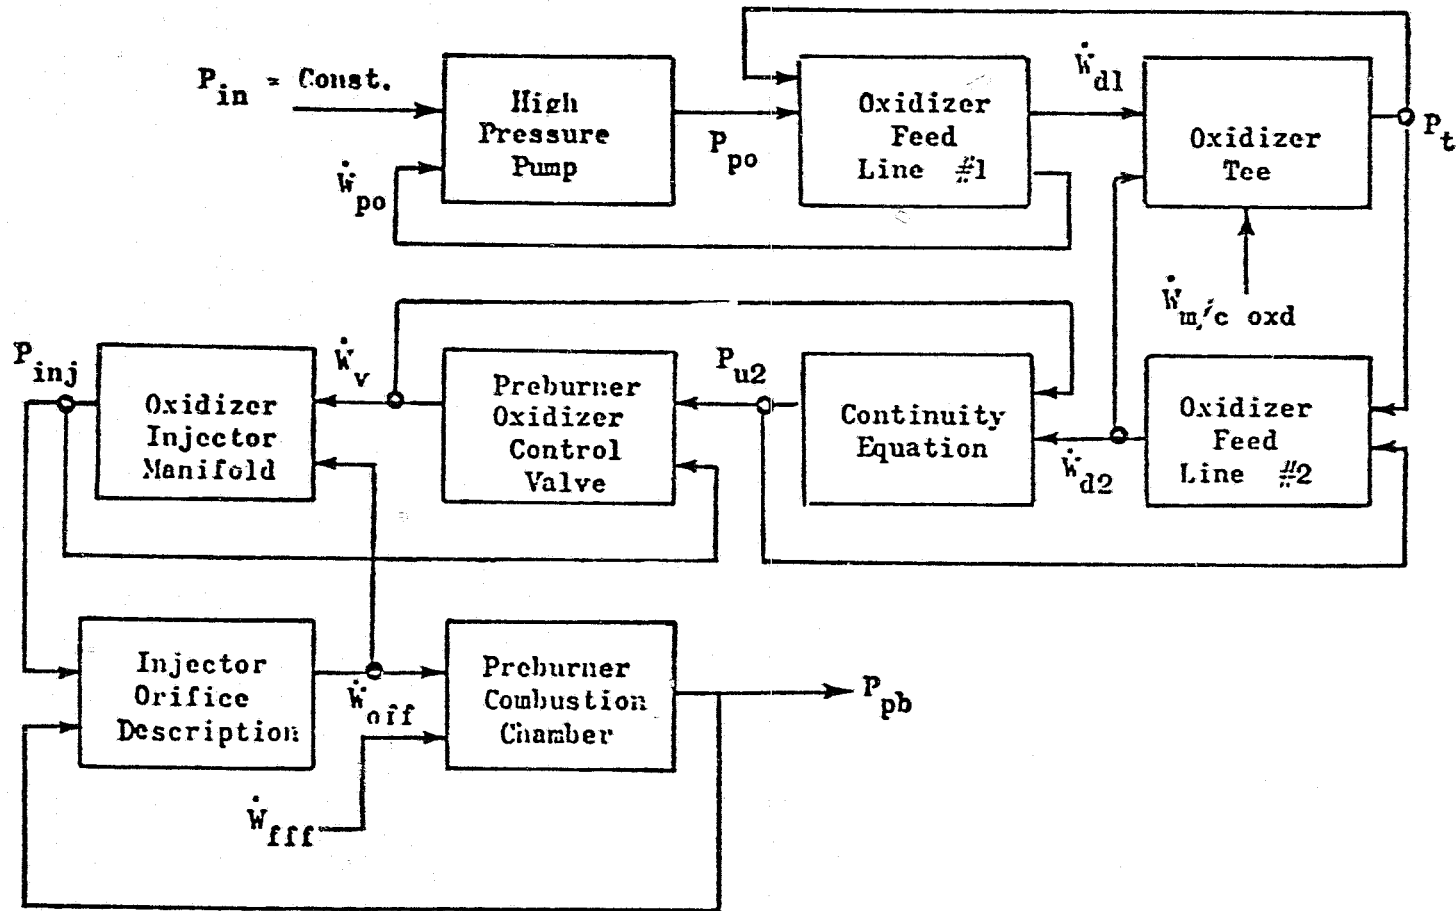 P_in = Const.
High
Pressure
Pump
Ẇ_po
P_po
Oxidizer
Feed
Line #1
Ẇ_d1
Oxidizer
Tee
P_t
Ẇ_m/c oxd
P_inj
Oxidizer
Injector
Manifold
Ẇ_v
Preburner
Oxidizer
Control
Valve
P_u2
Continuity
Equation
Ẇ_d2
Oxidizer
Feed
Line #2
Injector
Orifice
Description
Ẇ_off
Preburner
Combustion
Chamber
P_pb
Ẇ_fff